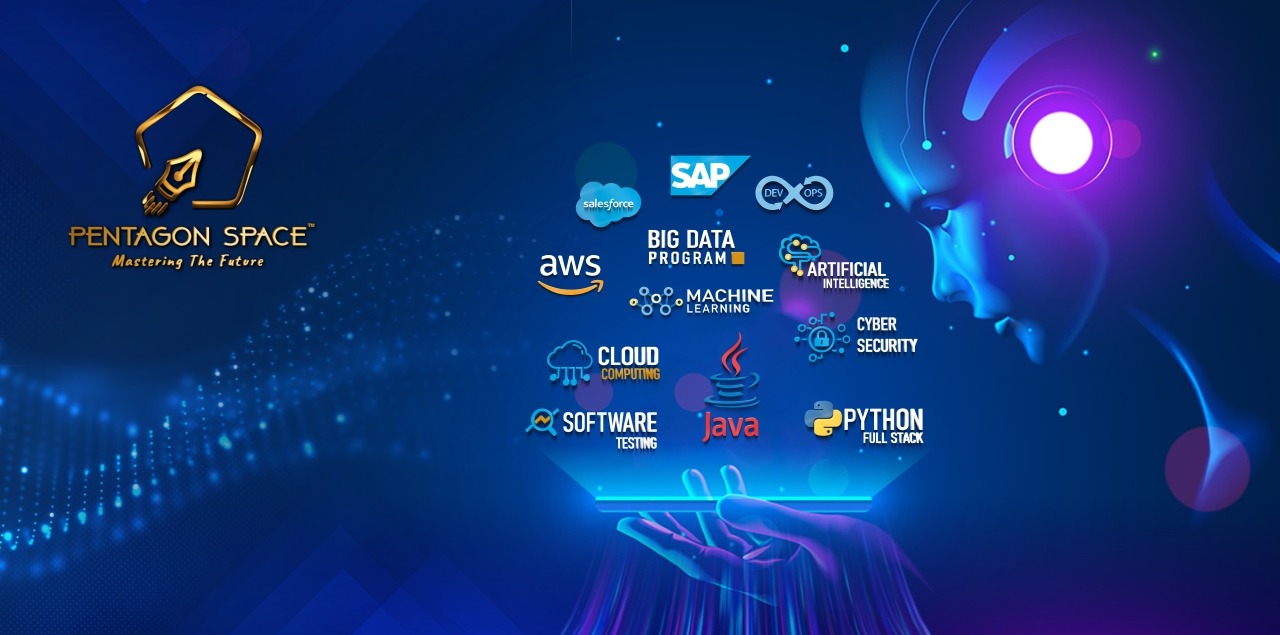 PENTAGON SPACE™
Mastering The Future
SAP
salesforce
DEV OPS
BIG DATA
PROGRAM
aws
ARTIFICIAL
INTELLIGENCE
MACHINE
LEARNING
CYBER
SECURITY
CLOUD
COMPUTING
Java
SOFTWARE
TESTING
PYTHON
FULL STACK